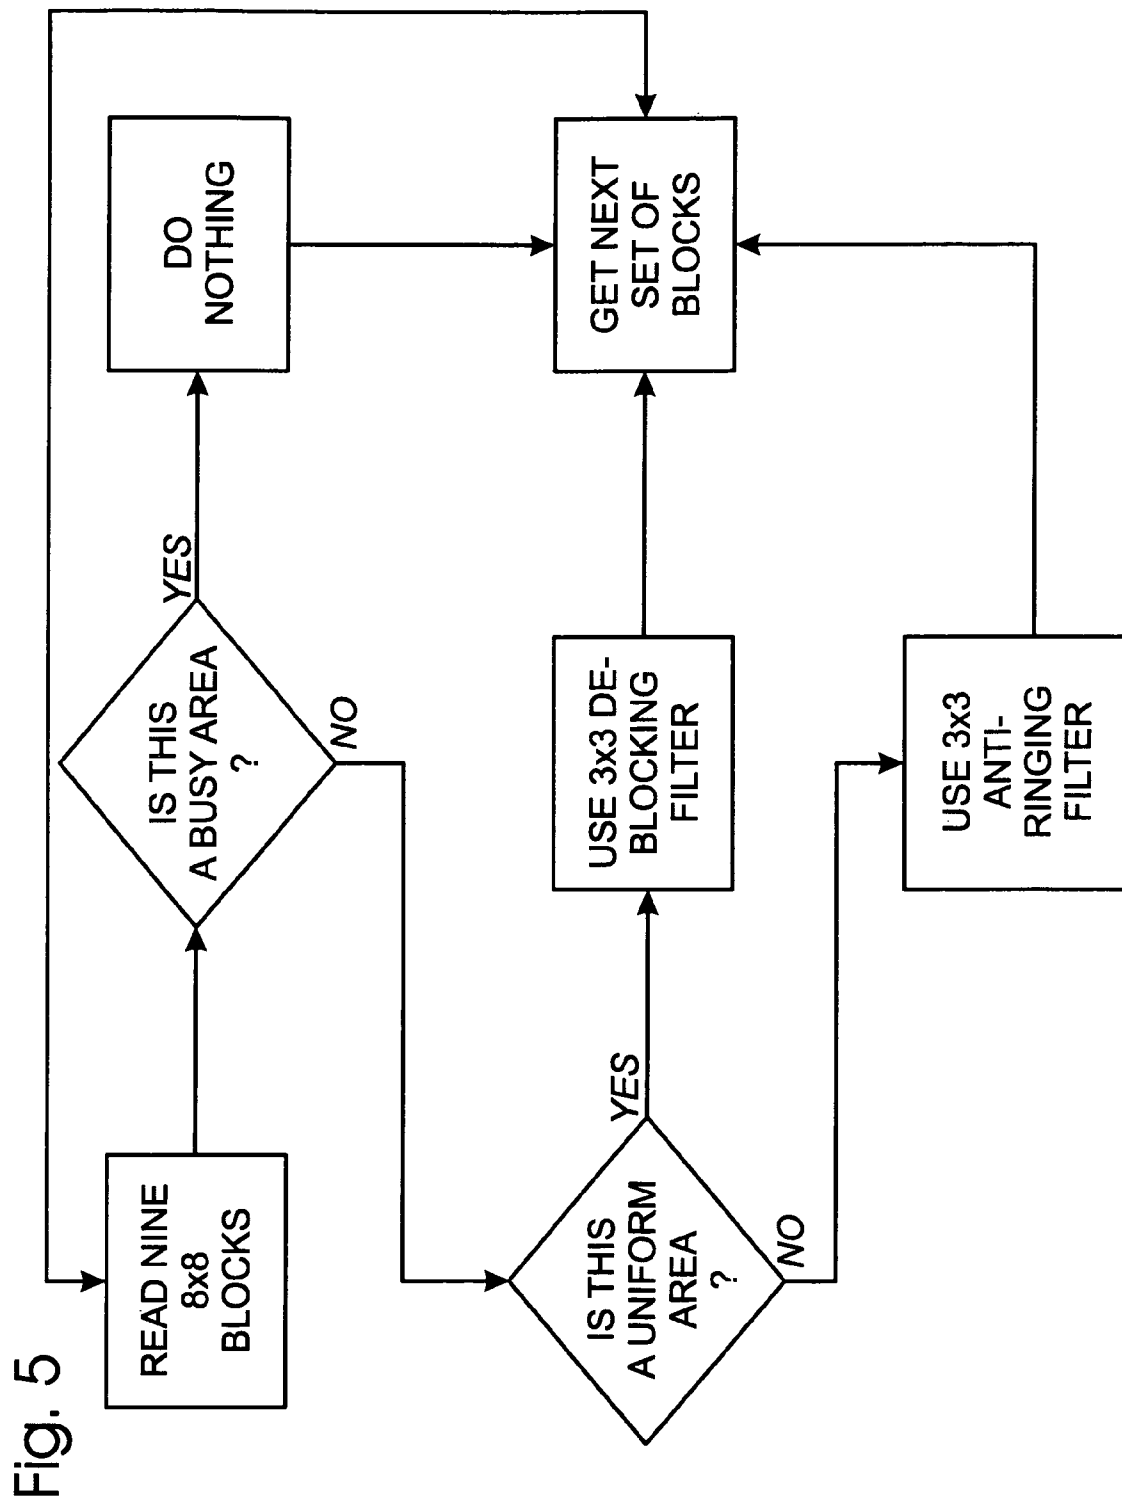 Fig. 5
READ NINE
8x8
BLOCKS
IS THIS
A BUSY AREA
?
YES
NO
DO
NOTHING
IS THIS
A UNIFORM
AREA
?
YES
NO
USE 3x3 DE-
BLOCKING
FILTER
GET NEXT
SET OF
BLOCKS
USE 3x3
ANTI-
RINGING
FILTER